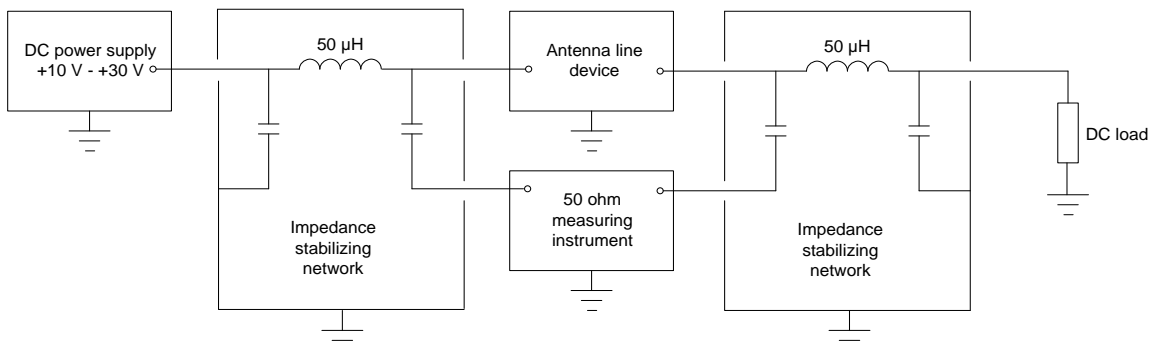 DC power supply
+10 V - +30 V
50 µH
Antenna line
device
50 µH
DC load
50 ohm
measuring
instrument
Impedance
stabilizing
network
Impedance
stabilizing
network